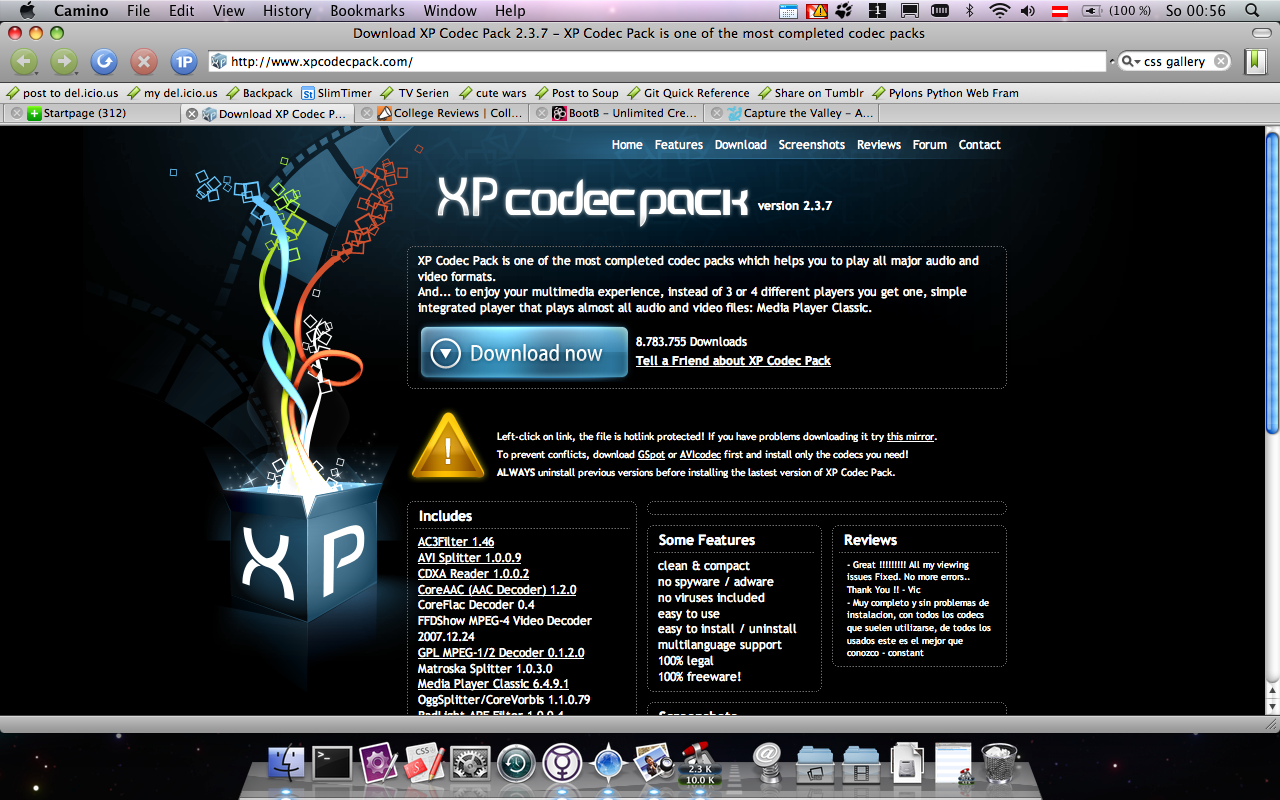 Camino File Edit View History Bookmarks Window Help (100 %) So 00:56
Download XP Codec Pack 2.3.7 – XP Codec Pack is one of the most completed codec packs
1P http://www.xpcodecpack.com/ css gallery
post to del.icio.us my del.icio.us Backpack St SlimTimer TV Serien cute wars Post to Soup Git Quick Reference Share on Tumblr Pylons Python Web Fram
Startpage (312) Download XP Codec P... College Reviews | Coll... BootB – Unlimited Cre... Capture the Valley – A...
Home Features Download Screenshots Reviews Forum Contact
XP codec pack version 2.3.7
XP Codec Pack is one of the most completed codec packs which helps you to play all major audio and
video formats.
And... to enjoy your multimedia experience, instead of 3 or 4 different players you get one, simple
integrated player that plays almost all audio and video files: Media Player Classic.
Download now
8.783.755 Downloads
Tell a Friend about XP Codec Pack
Left-click on link, the file is hotlink protected! If you have problems downloading it try this mirror.
To prevent conflicts, download GSpot or AVIcodec first and install only the codecs you need!
ALWAYS uninstall previous versions before installing the lastest version of XP Codec Pack.
XP
Includes
AC3Filter 1.46
AVI Splitter 1.0.0.9
CDXA Reader 1.0.0.2
CoreAAC (AAC Decoder) 1.2.0
CoreFlac Decoder 0.4
FFDShow MPEG-4 Video Decoder
2007.12.24
GPL MPEG-1/2 Decoder 0.1.2.0
Matroska Splitter 1.0.3.0
Media Player Classic 6.4.9.1
OggSplitter/CoreVorbis 1.1.0.79
RadLight APE Filter 1.0.0.4
Some Features
clean & compact
no spyware / adware
no viruses included
easy to use
easy to install / uninstall
multilanguage support
100% legal
100% freeware!
Reviews
- Great !!!!!!!!! All my viewing
issues Fixed. No more errors..
Thank You !! - Vic
- Muy completo y sin problemas de
instalacion, con todos los codecs
que suelen utilizarse, de todos los
usados este es el mejor que
conozco - constant
Screenshots
CSS
2.3 K
10.0 K